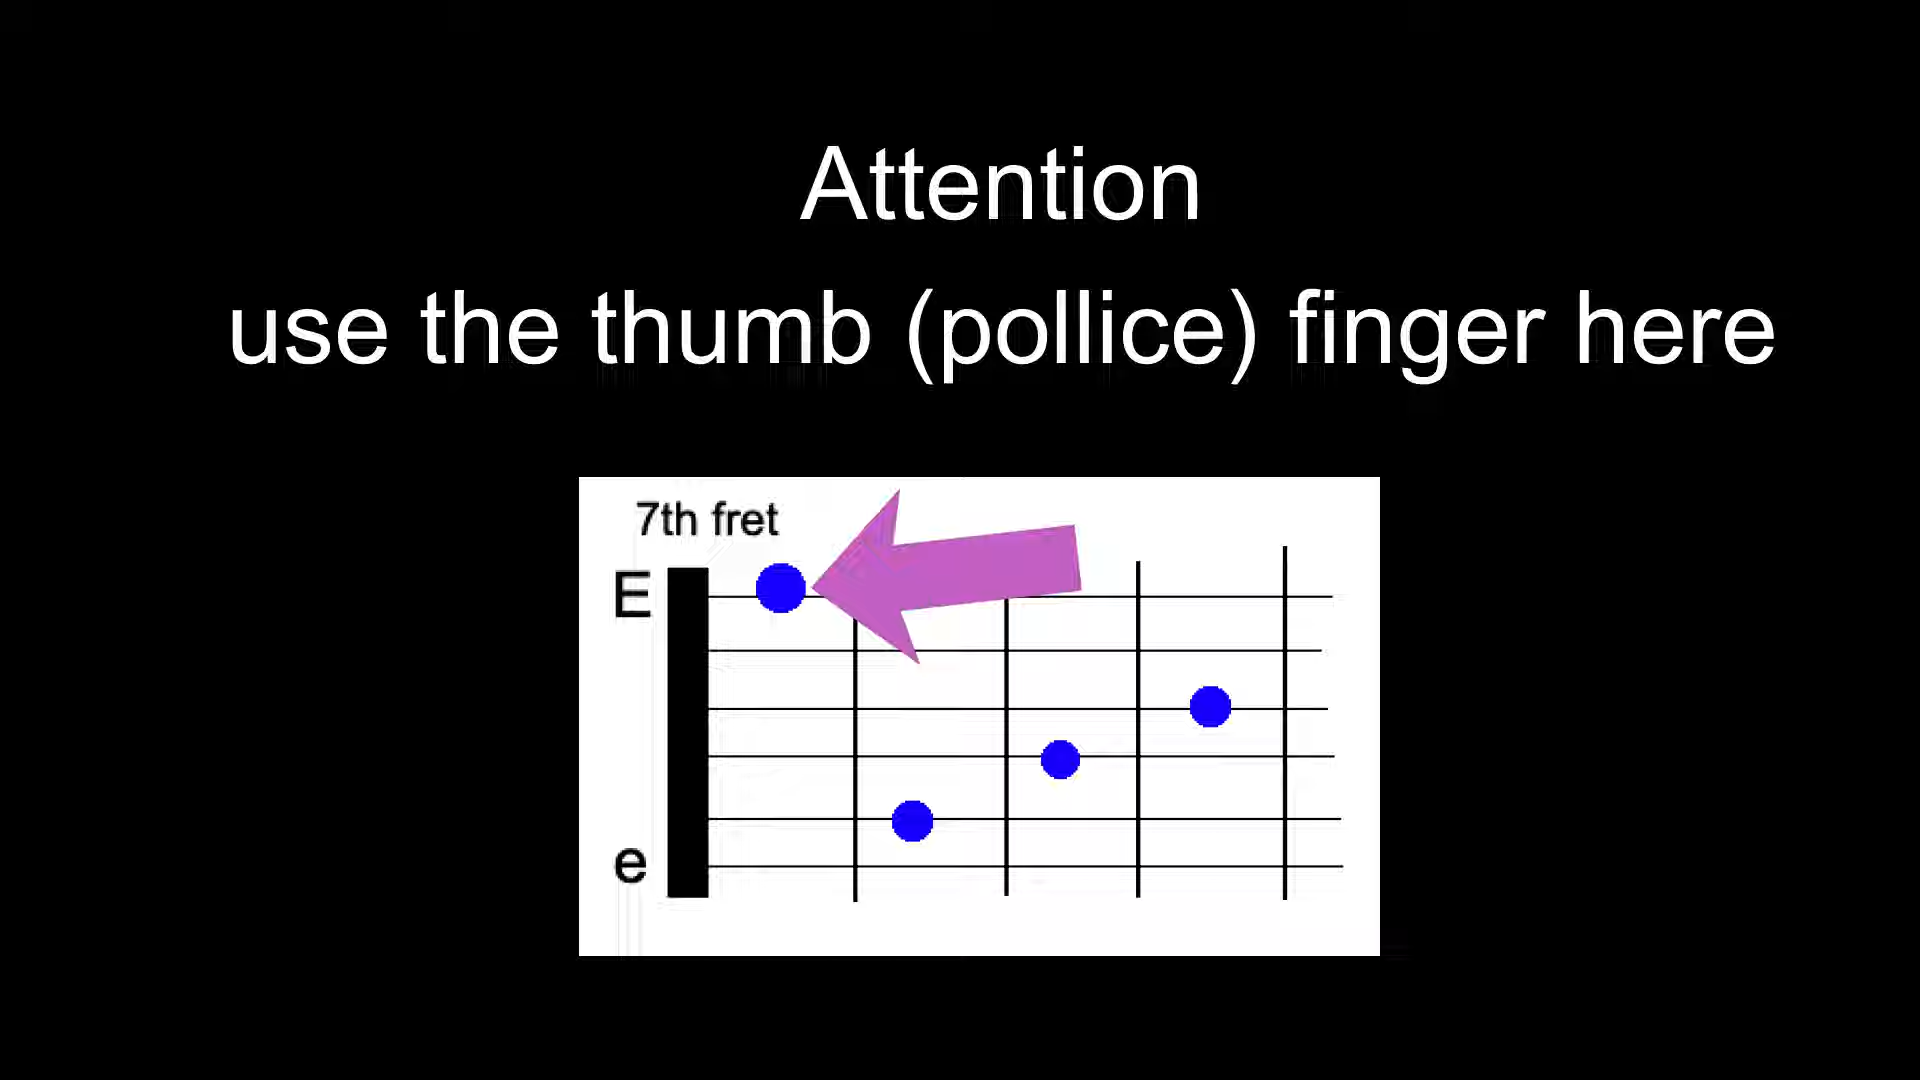 Attention
use the thumb (pollice) finger here
7th fret
E
e